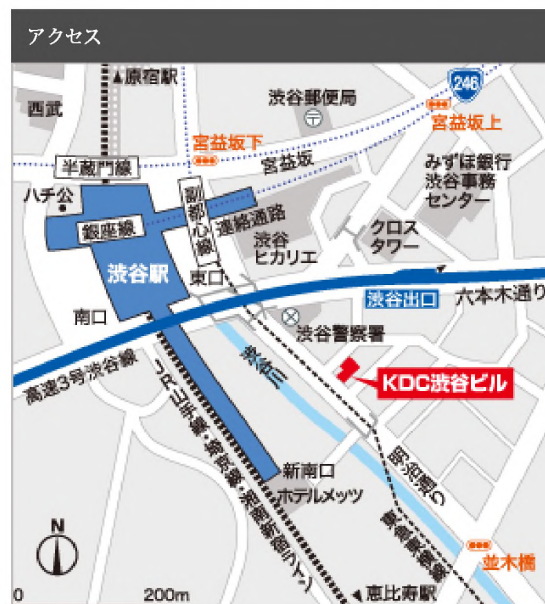 アクセス
原宿駅
246
西武
渋谷郵便局
宮益坂下
宮益坂上
半蔵門線
宮益坂
みずほ銀行
渋谷事務
センター
ハチ公
副都心線
連絡通路
銀座線
クロス
タワー
渋谷
ヒカリエ
渋谷駅
東口
渋谷出口
六本木通り
南口
渋谷警察署
高速3号渋谷線
渋谷川
KDC渋谷ビル
JR山手線・埼京線・湘南新宿ライン
新南口
ホテルメッツ
明治通り
東急東横線
並木橋
N
0
200m
恵比寿駅